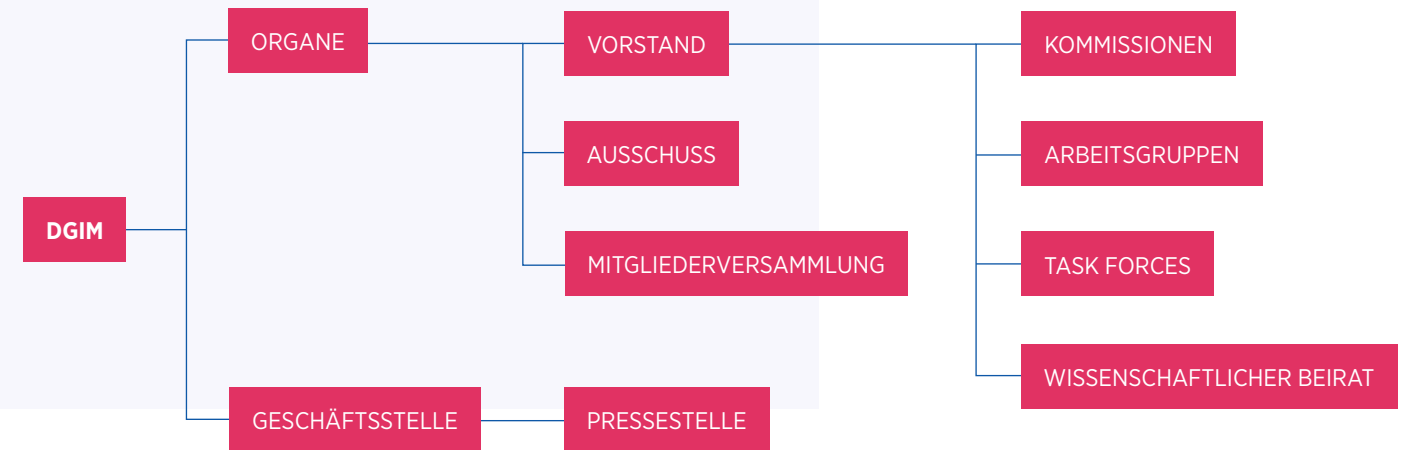 DGIM
ORGANE
VORSTAND
AUSSCHUSS
MITGLIEDERVERSAMMLUNG
KOMMISSIONEN
ARBEITSGRUPPEN
TASK FORCES
WISSENSCHAFTLICHER BEIRAT
GESCHÄFTSSTELLE
PRESSESTELLE